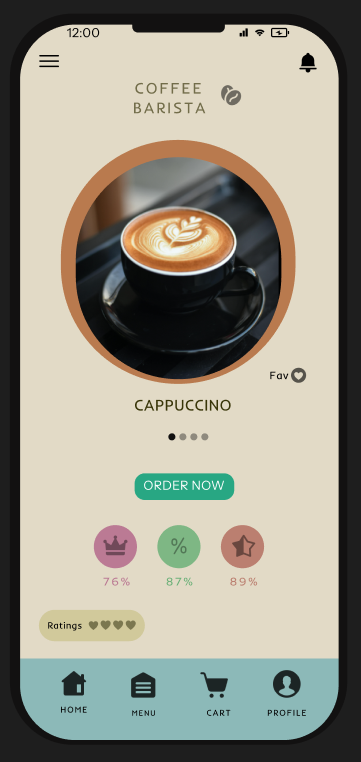 12:00
COFFEE
BARISTA
Fav
CAPPUCCINO
ORDER NOW
%
76% 87% 89%
Ratings
HOME MENU CART PROFILE